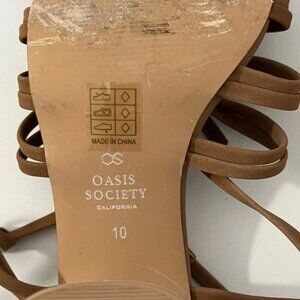 MADE IN CHINA
OASIS
SOCIETY
CALIFORNIA
10